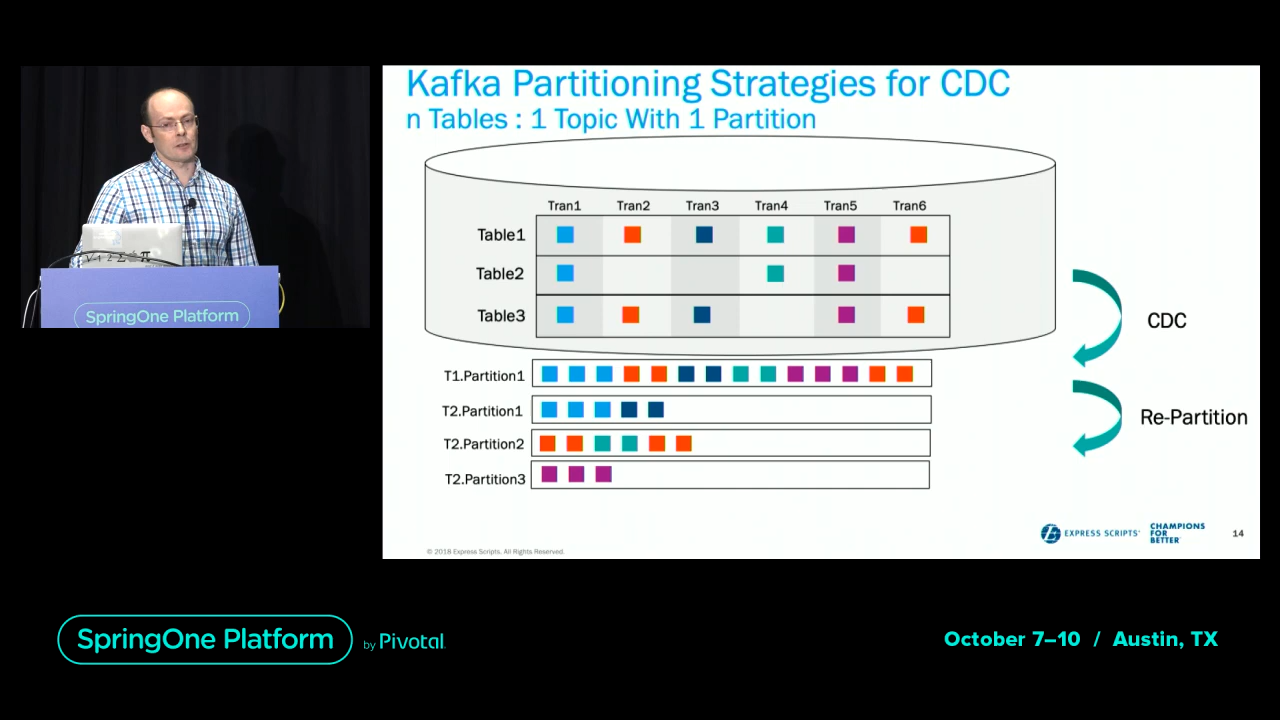 Kafka Partitioning Strategies for CDC
n Tables : 1 Topic With 1 Partition
Tran1 Tran2 Tran3 Tran4 Tran5 Tran6
Table1
Table2
Table3
CDC
T1.Partition1
T2.Partition1
Re-Partition
T2.Partition2
T2.Partition3
EXPRESS SCRIPTS®
CHAMPIONS
FOR
BETTER
14
© 2018 Express Scripts. All Rights Reserved.
SpringOne Platform
SpringOne Platform by Pivotal
October 7–10 / Austin, TX